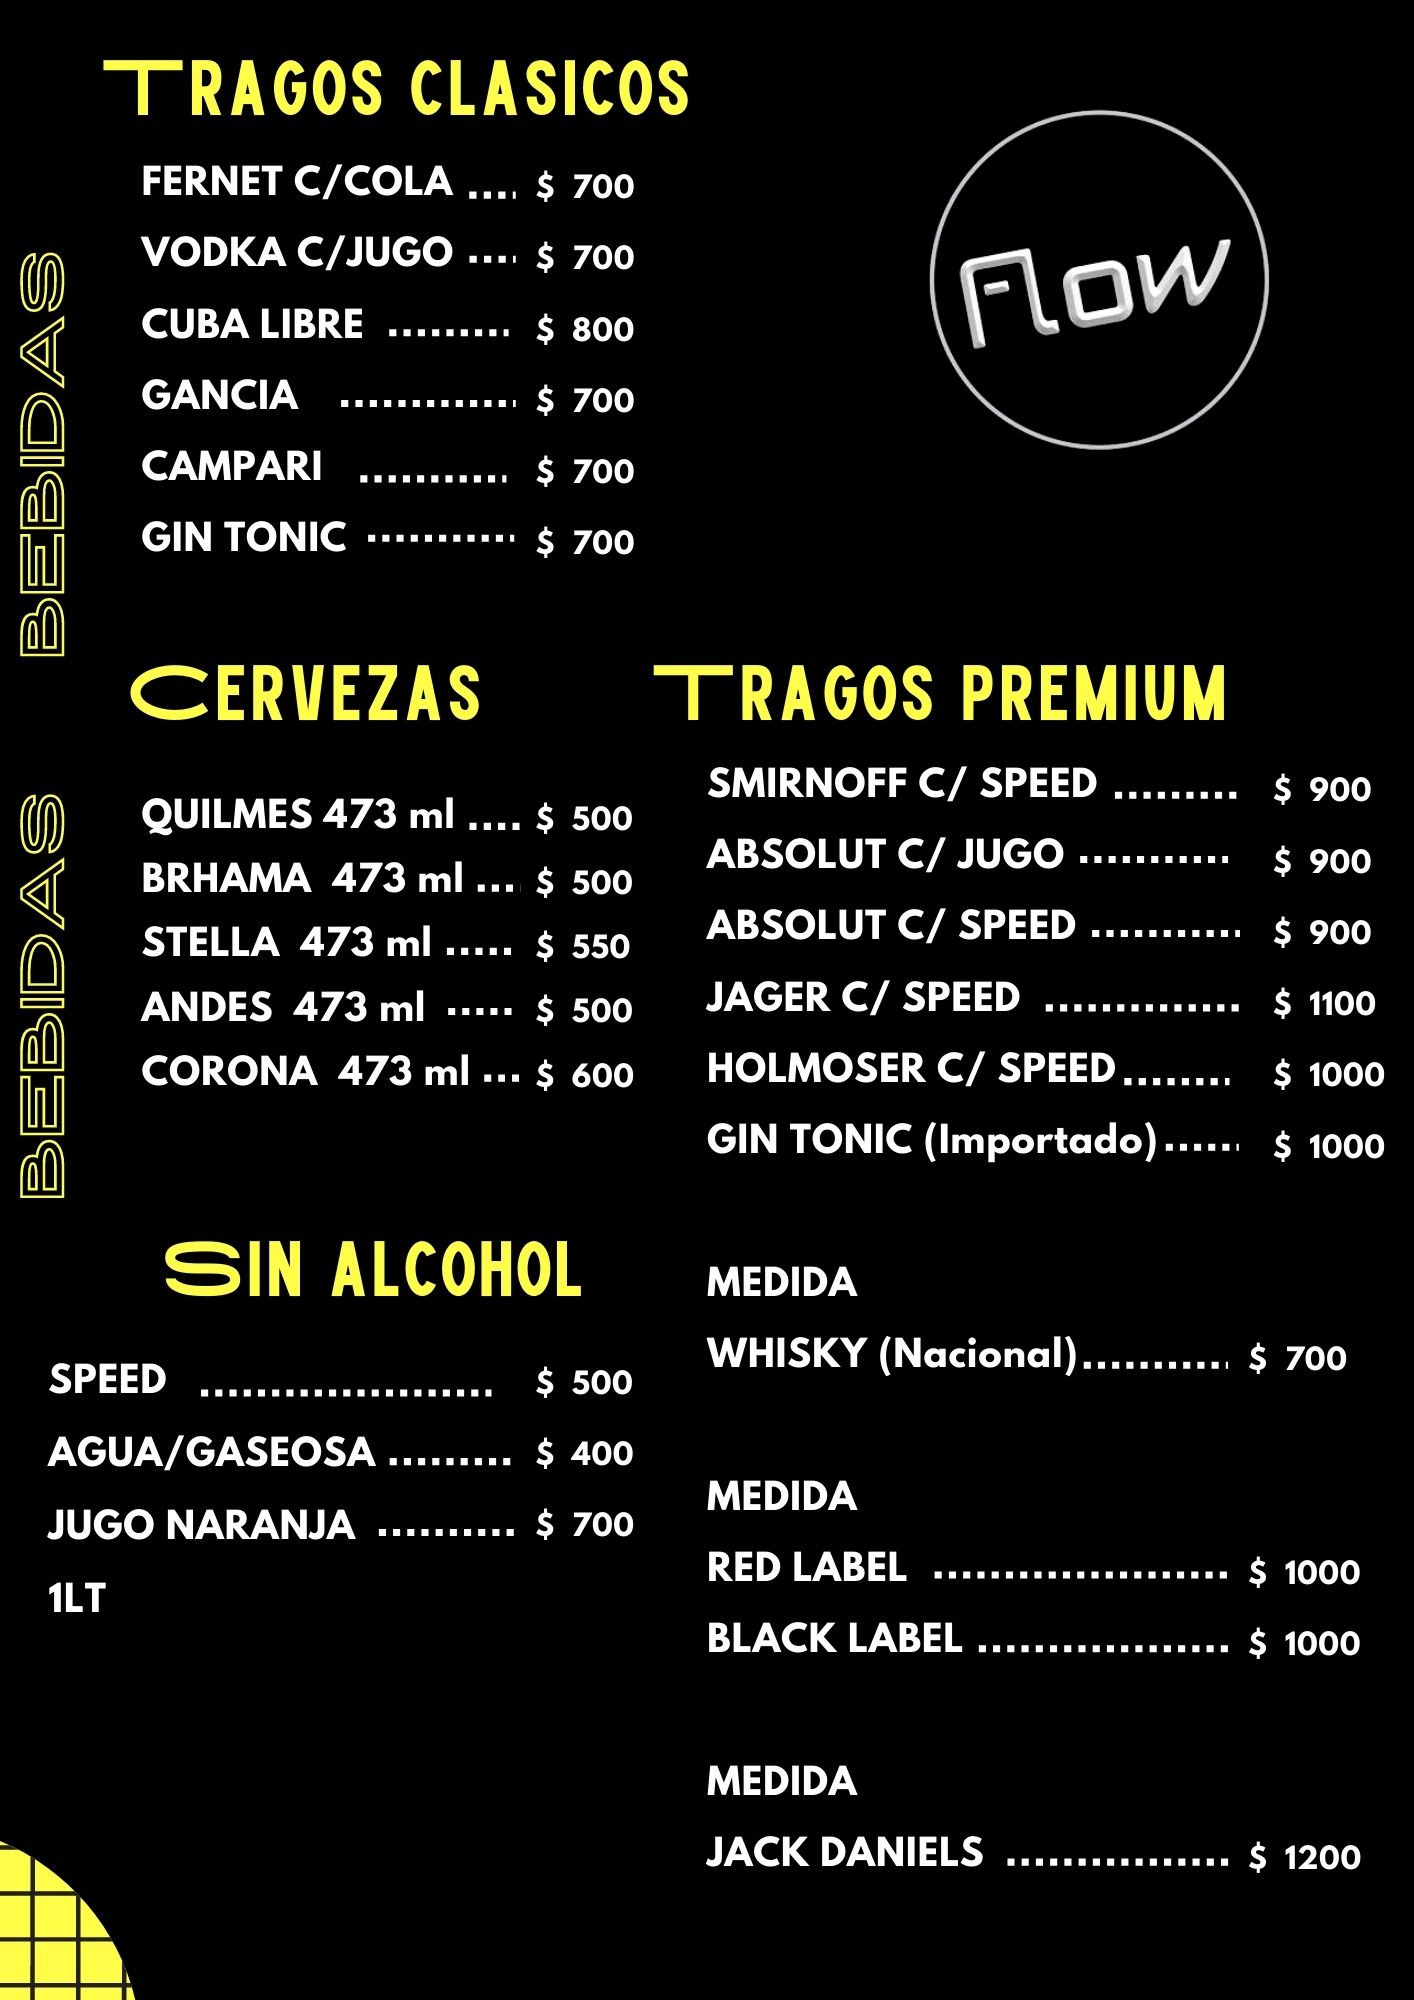 TRAGOS CLASICOS
FERNET C/COLA .... $ 700
VODKA C/JUGO .... $ 700
CUBA LIBRE ......... $ 800
GANCIA ............. $ 700
CAMPARI ........... $ 700
GIN TONIC ........... $ 700
Flow
BEBIDAS
CERVEZAS
QUILMES 473 ml .... $ 500
BRHAMA 473 ml .... $ 500
STELLA 473 ml ..... $ 550
ANDES 473 ml ..... $ 500
CORONA 473 ml ... $ 600
TRAGOS PREMIUM
SMIRNOFF C/ SPEED ......... $ 900
ABSOLUT C/ JUGO ........... $ 900
ABSOLUT C/ SPEED ........... $ 900
JAGER C/ SPEED .............. $ 1100
HOLMOSER C/ SPEED ........ $ 1000
GIN TONIC (Importado) ...... $ 1000
BEBIDAS
SIN ALCOHOL
SPEED ..................... $ 500
AGUA/GASEOSA ......... $ 400
JUGO NARANJA .......... $ 700
1LT
MEDIDA
WHISKY (Nacional) ........... $ 700
MEDIDA
RED LABEL ..................... $ 1000
BLACK LABEL .................. $ 1000
MEDIDA
JACK DANIELS ................ $ 1200